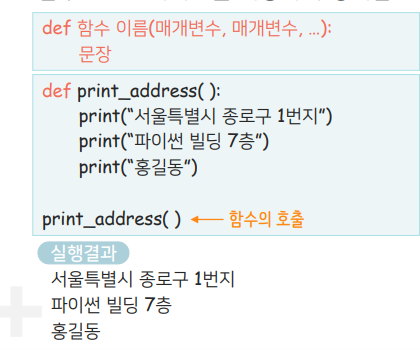 def 함수 이름(매개변수, 매개변수, ...):
문장
def print_address( ):
print(“서울특별시 종로구 1번지”)
print(“파이썬 빌딩 7층”)
print(“홍길동”)
print_address( ) ← 함수의 호출
실행결과
서울특별시 종로구 1번지
파이썬 빌딩 7층
홍길동